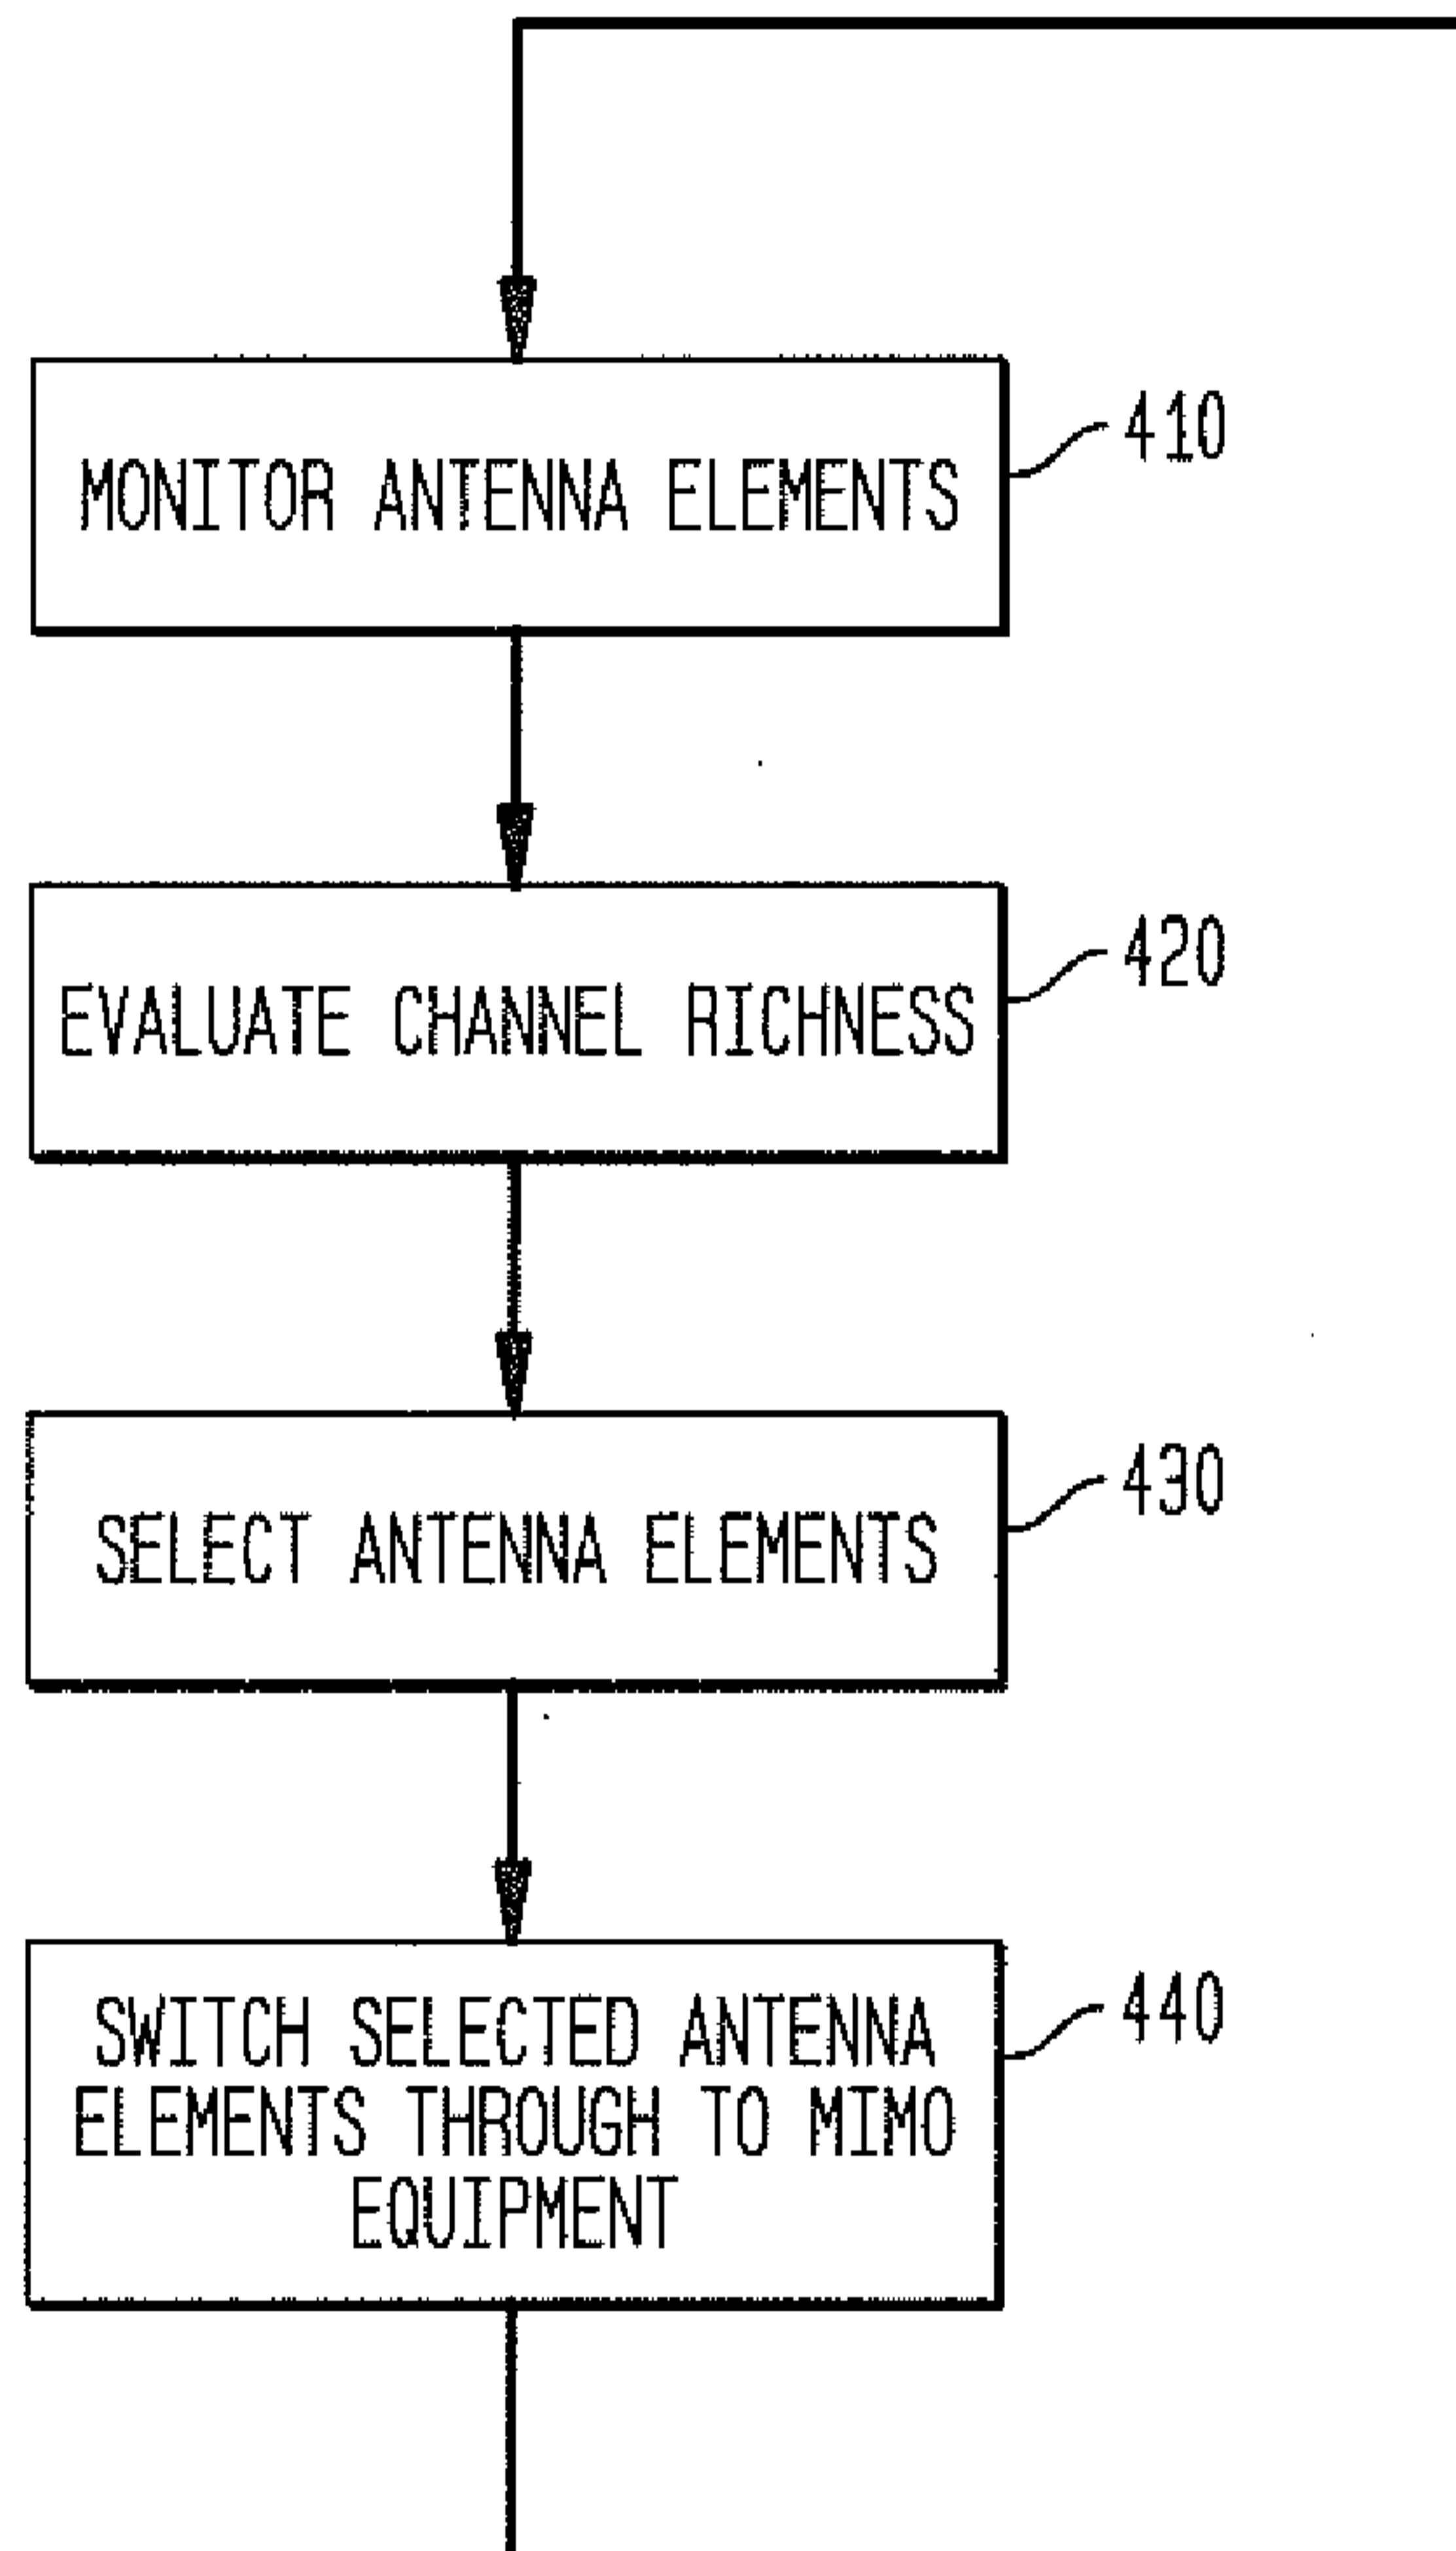 410
MONITOR ANTENNA ELEMENTS
420
EVALUATE CHANNEL RICHNESS
430
SELECT ANTENNA ELEMENTS
440
SWITCH SELECTED ANTENNA
ELEMENTS THROUGH TO MIMO
EQUIPMENT